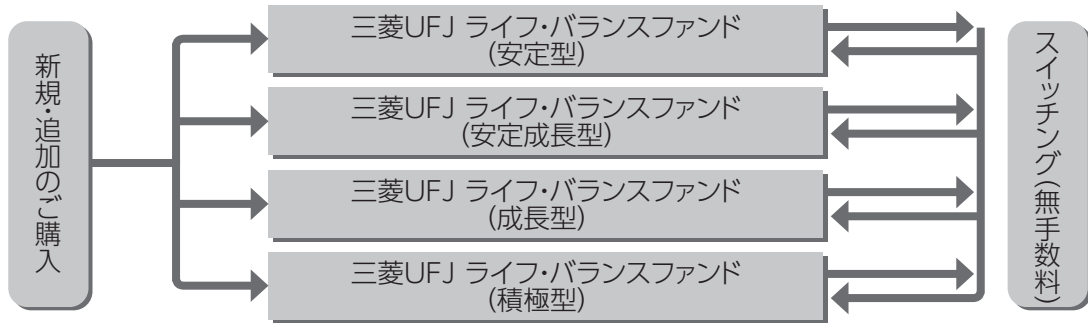 新規・追加のご購入
三菱UFJ ライフ・バランスファンド
(安定型)
三菱UFJ ライフ・バランスファンド
(安定成長型)
三菱UFJ ライフ・バランスファンド
(成長型)
三菱UFJ ライフ・バランスファンド
(積極型)
スイッチング(無手数料)